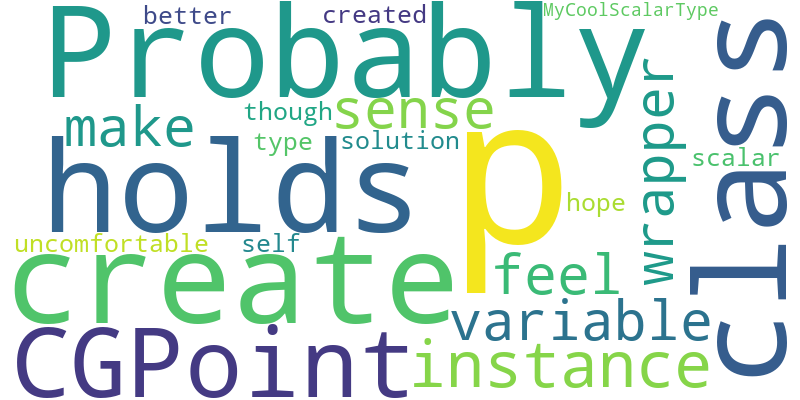 better
created
MyCoolScalarType
Probably
class
though
sense
make
wrapper
type
solution
scalar
holds
p
hope
uncomfortable
self
create
feel
variable
CGPoint
instance